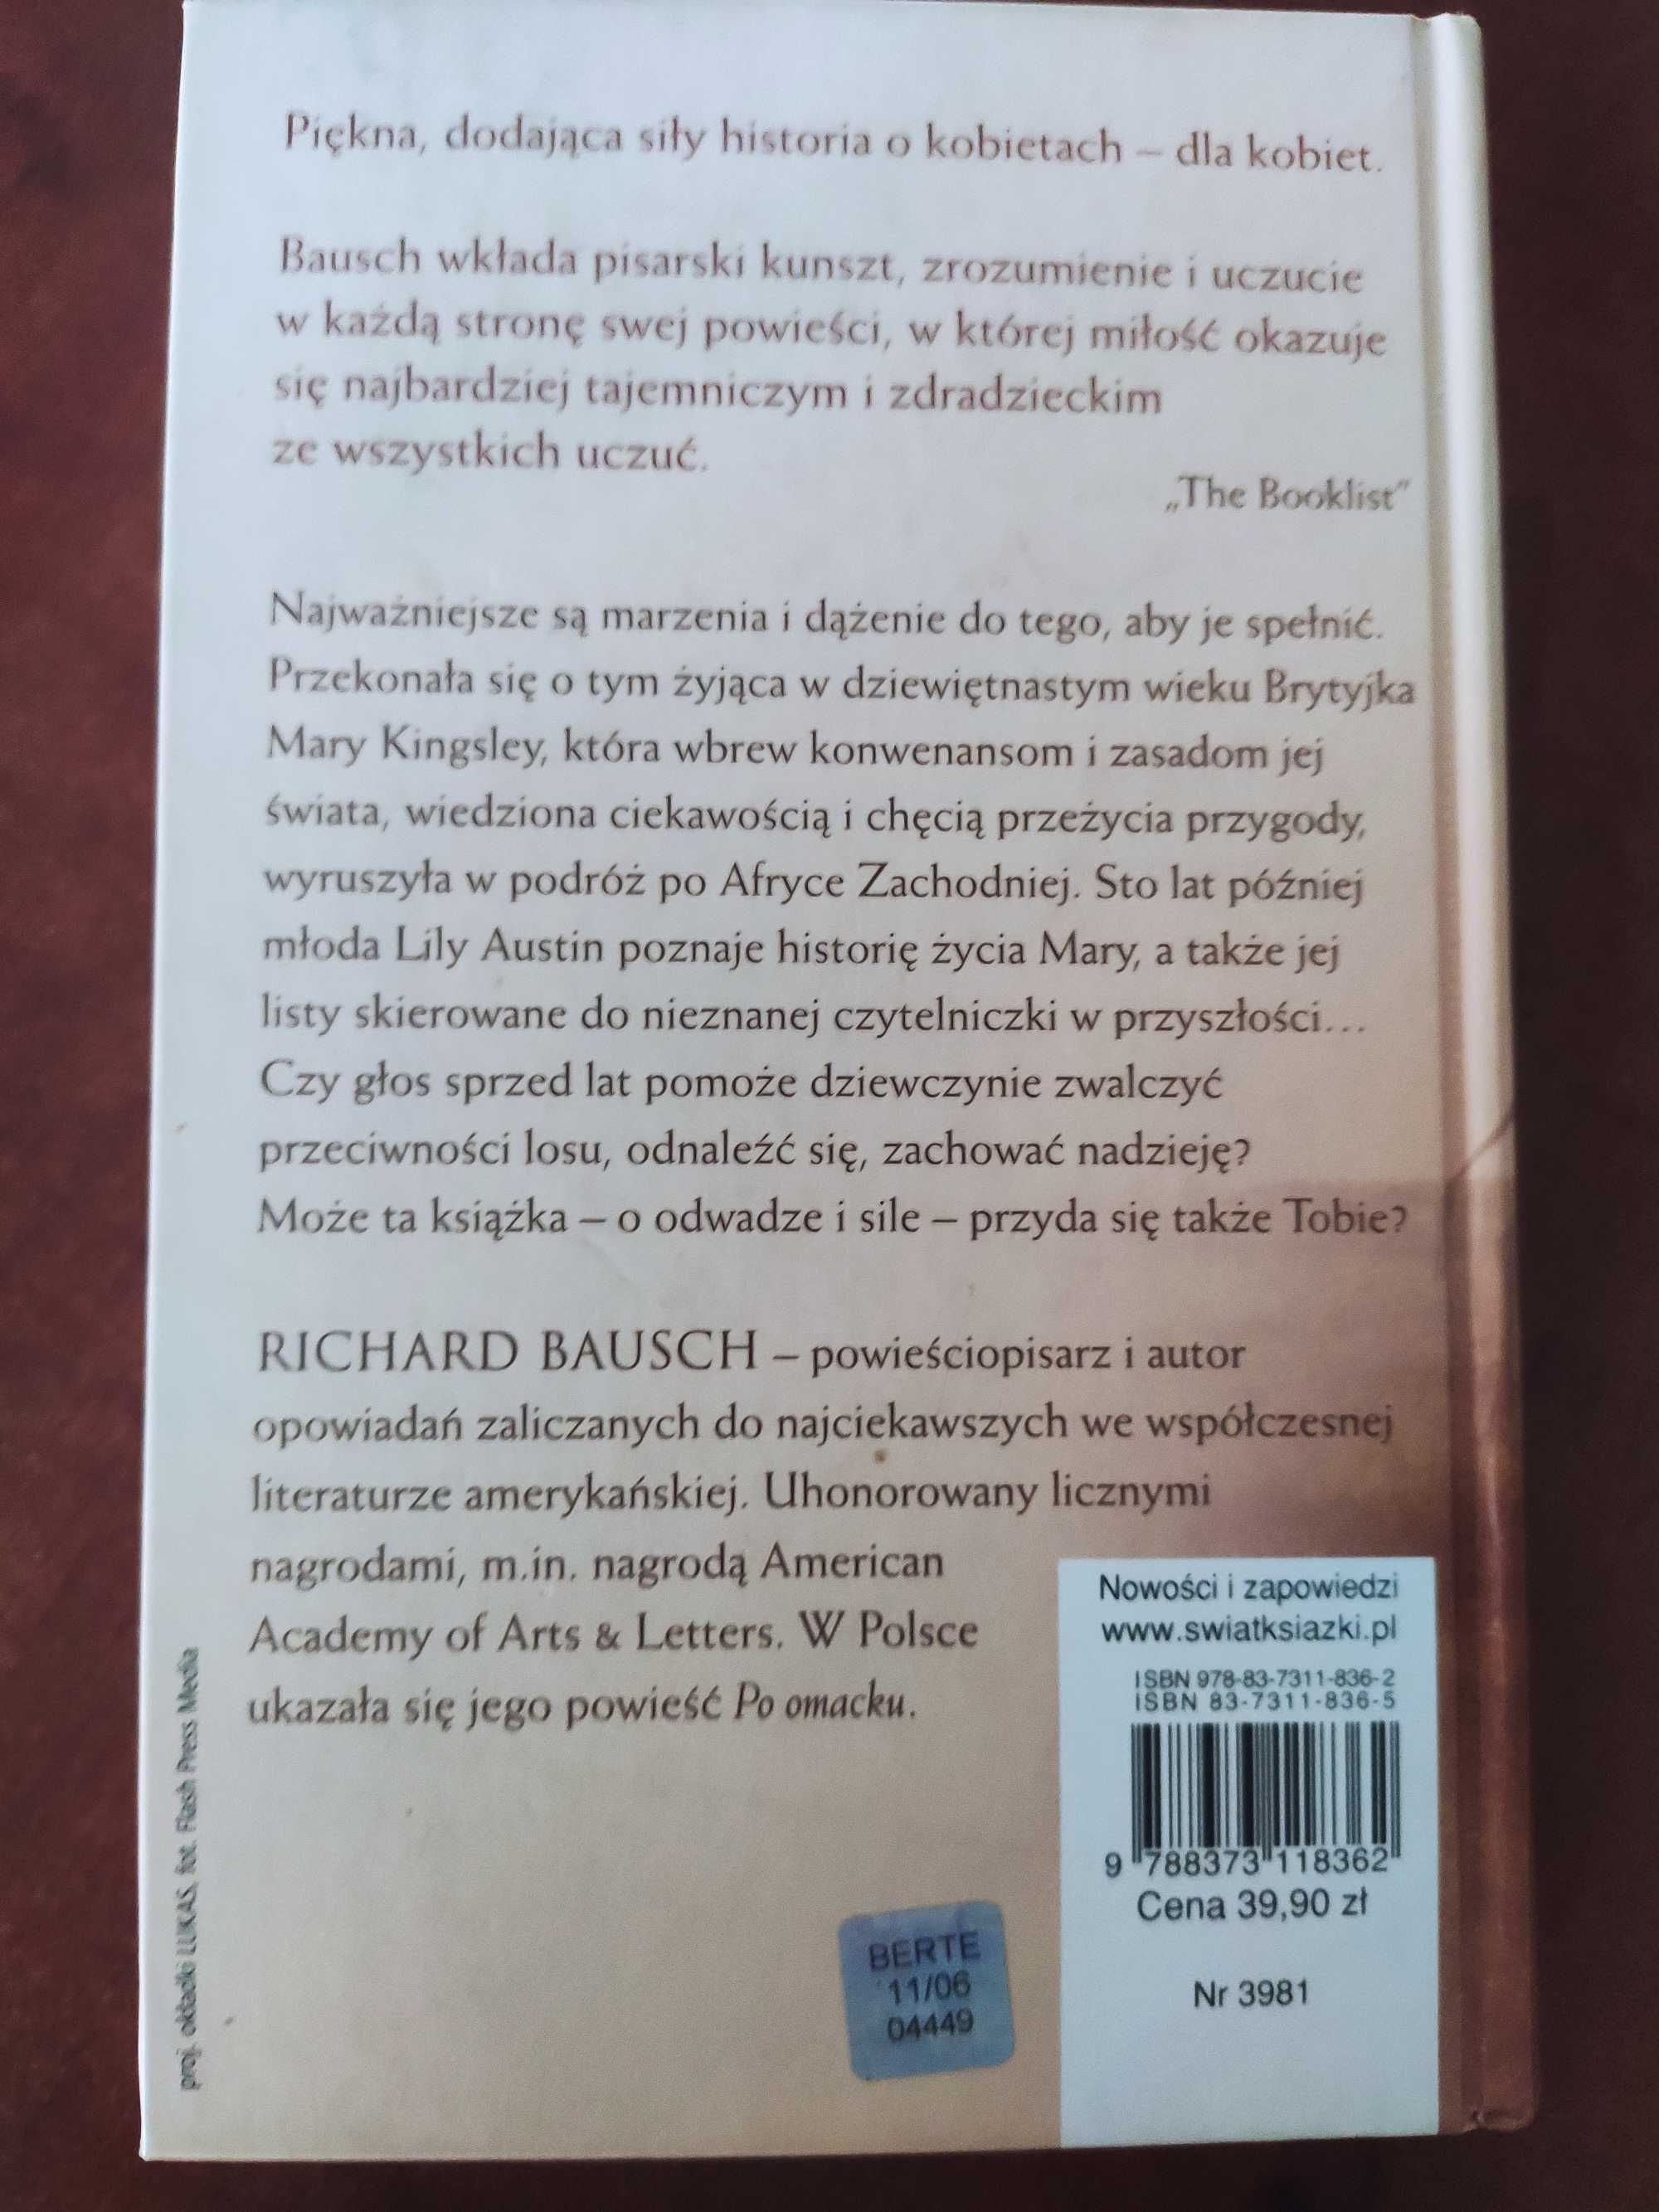 Piękna, dodająca siły historia o kobietach – dla kobiet.
Bausch wkłada pisarski kunszt, zrozumienie i uczucie
w każdą stronę swej powieści, w której miłość okazuje
się najbardziej tajemniczym i zdradzieckim
ze wszystkich uczuć.
„The Booklist”
Najważniejsze są marzenia i dążenie do tego, aby je spełnić.
Przekonała się o tym żyjąca w dziewiętnastym wieku Brytyjka
Mary Kingsley, która wbrew konwenansom i zasadom jej
świata, wiedziona ciekawością i chęcią przeżycia przygody,
wyruszyła w podróż po Afryce Zachodniej. Sto lat później
młoda Lily Austin poznaje historię życia Mary, a także jej
listy skierowane do nieznanej czytelniczki w przyszłości...
Czy głos sprzed lat pomoże dziewczynie zwalczyć
przeciwności losu, odnaleźć się, zachować nadzieję?
Może ta książka – o odwadze i sile – przyda się także Tobie?
RICHARD BAUSCH – powieściopisarz i autor
opowiadań zaliczanych do najciekawszych we współczesnej
literaturze amerykańskiej. Uhonorowany licznymi
nagrodami, m.in. nagrodą American
Academy of Arts & Letters. W Polsce
ukazała się jego powieść Po omacku.
proj. okładki LUKAS, fot. Flash Press Media
Nowości i zapowiedzi
www.swiatksiazki.pl
ISBN 978-83-7311-836-2
ISBN 83-7311-836-5
9 788373 118362
Cena 39,90 zł
Nr 3981
BERTE
11/06
04449